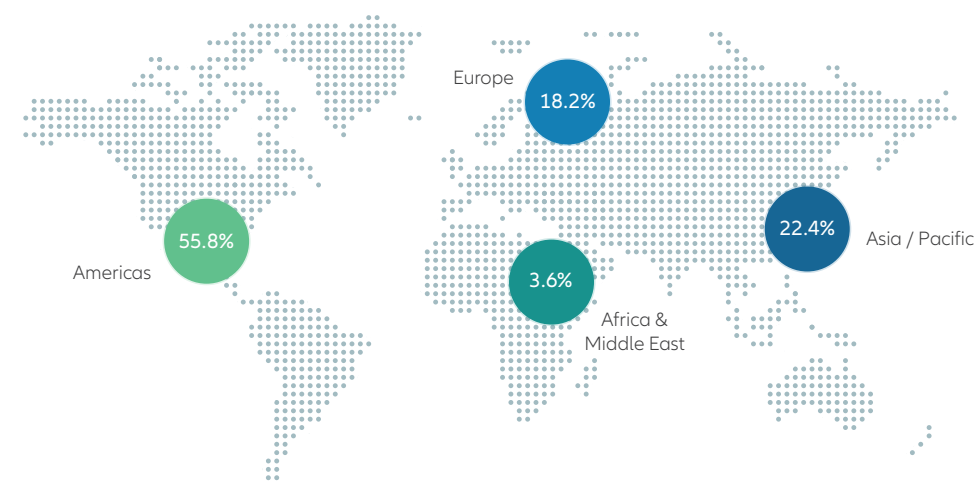 Europe
18.2%
55.8%
Americas
22.4%
Asia / Pacific
3.6%
Africa &
Middle East